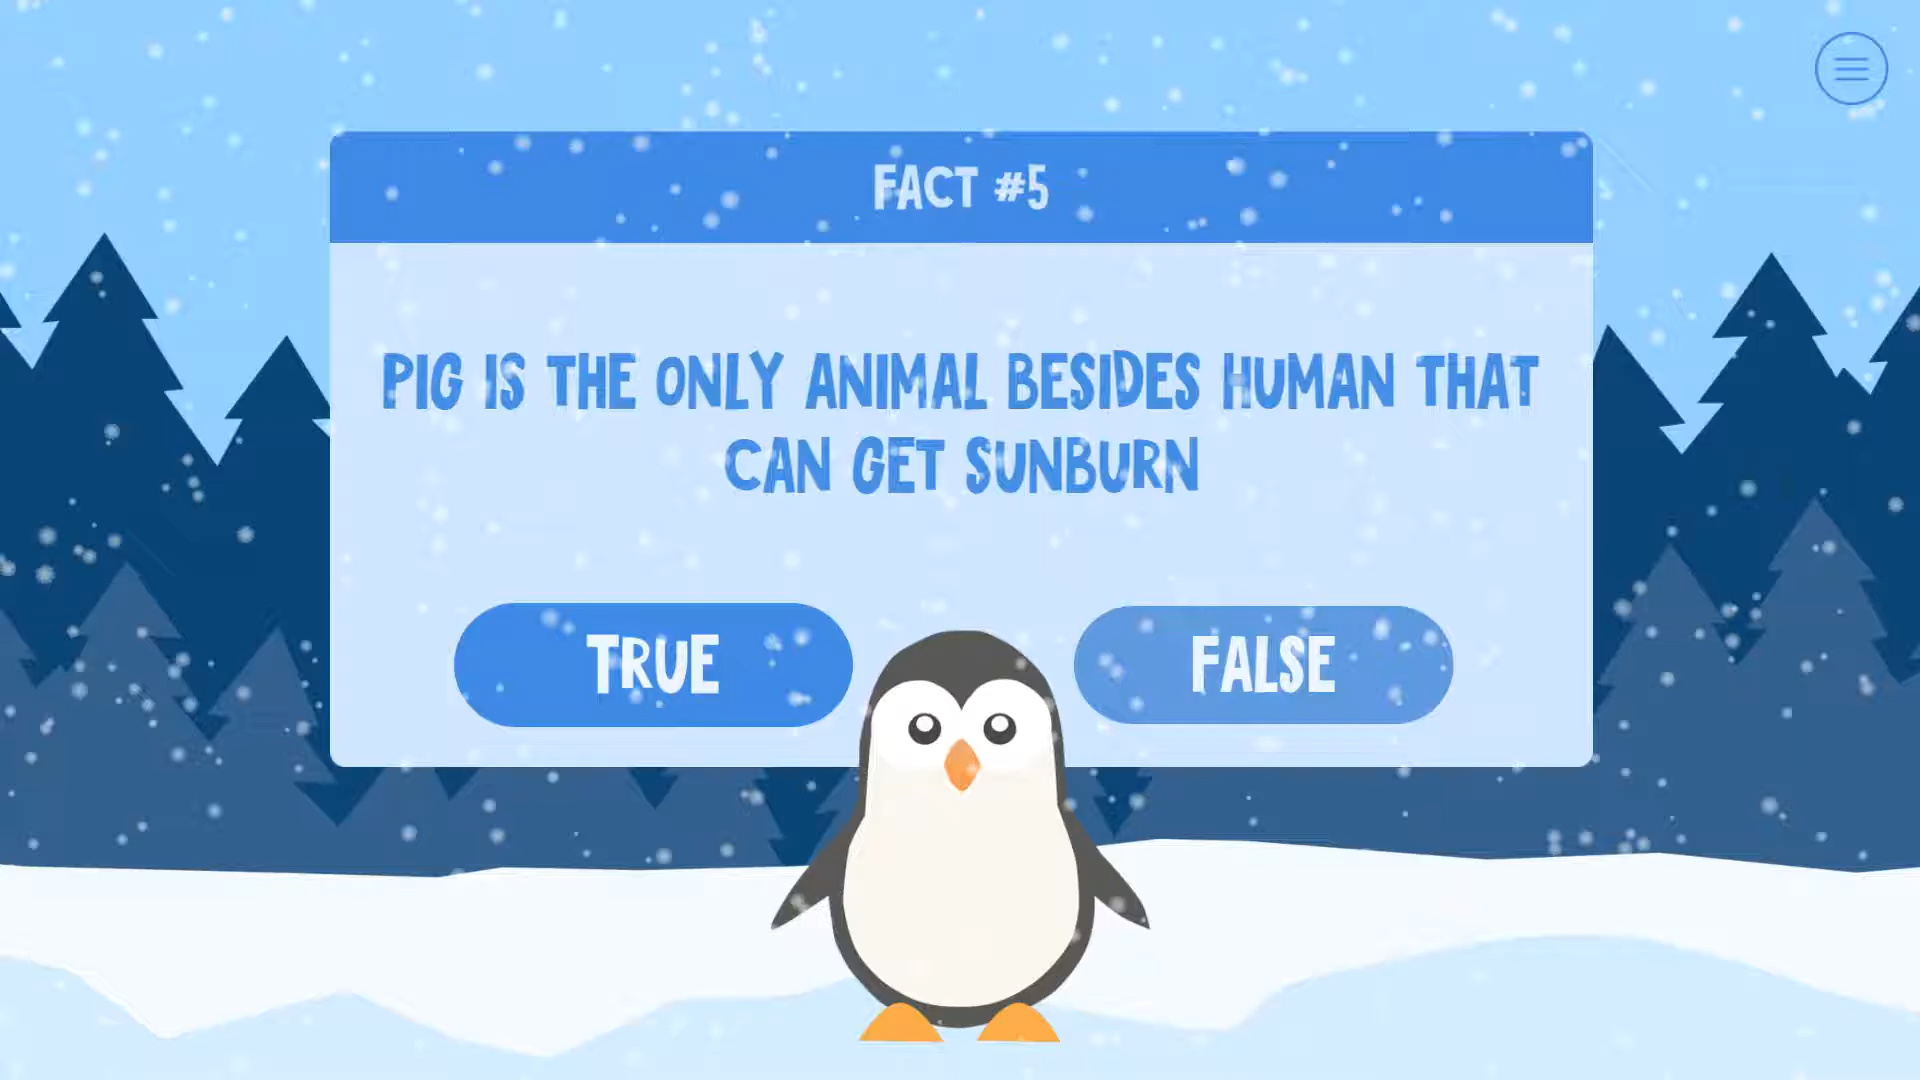 FACT #5
PIG IS THE ONLY ANIMAL BESIDES HUMAN THAT
CAN GET SUNBURN
TRUE
FALSE